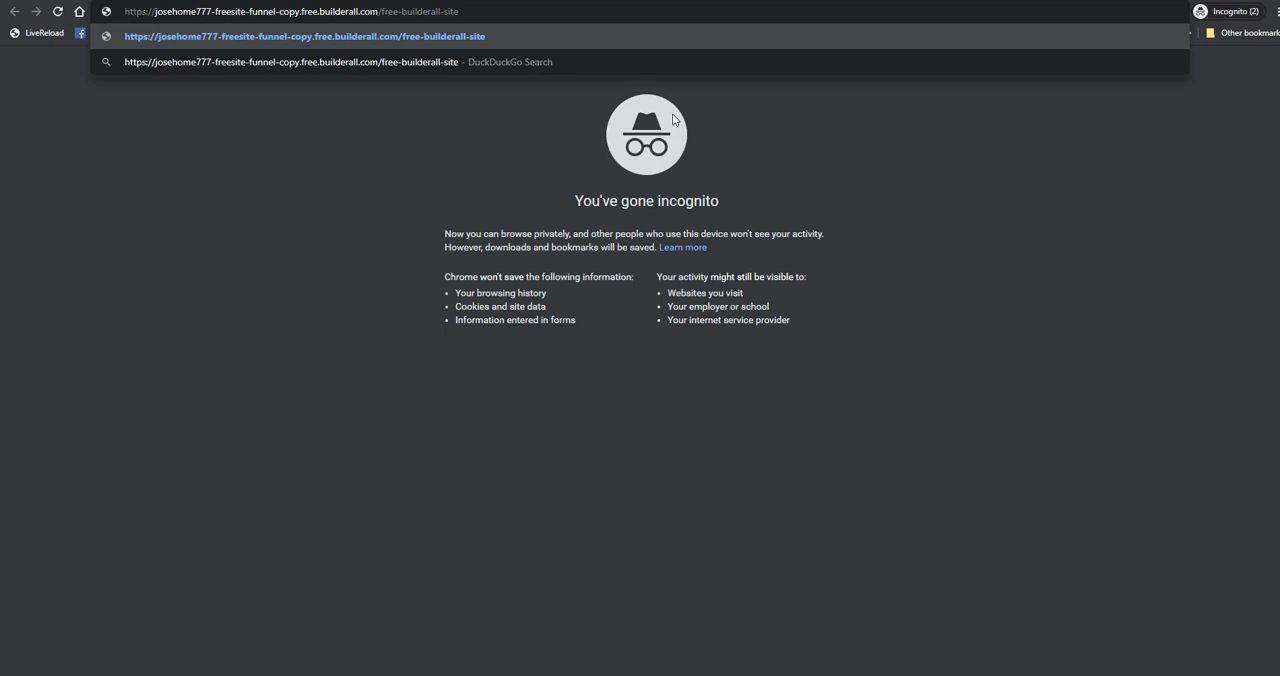 https://josehome777-freesite-funnel-copy.free.builderall.com/free-builderall-site
Incognito (2)
LiveReload
https://josehome777-freesite-funnel-copy.free.builderall.com/free-builderall-site
Other bookmark
https://josehome777-freesite-funnel-copy.free.builderall.com/free-builderall-site - DuckDuckGo Search
You've gone incognito
Now you can browse privately, and other people who use this device won't see your activity.
However, downloads and bookmarks will be saved. Learn more
Chrome won't save the following information:
• Your browsing history
• Cookies and site data
• Information entered in forms
Your activity might still be visible to:
• Websites you visit
• Your employer or school
• Your internet service provider